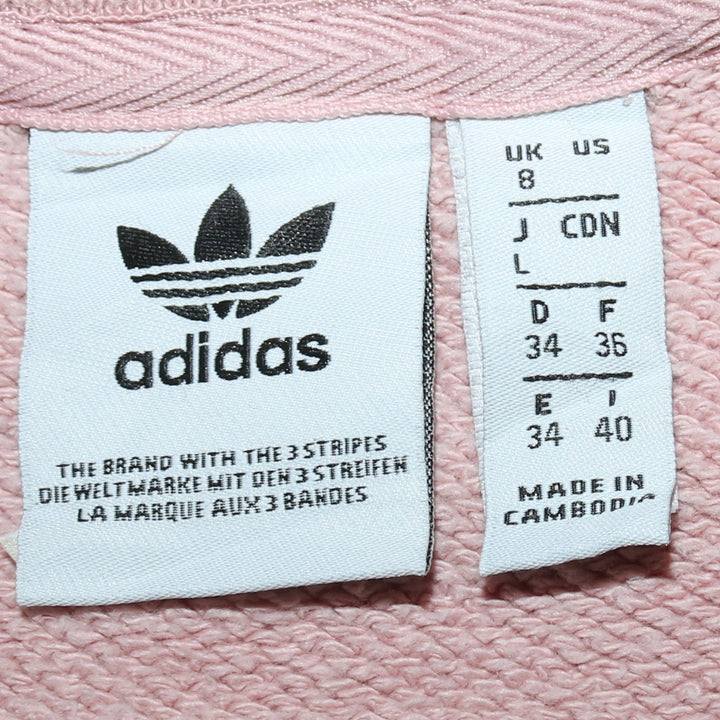 adidas
THE BRAND WITH THE 3 STRIPES
DIE WELTMARKE MIT DEN 3 STREIFEN
LA MARQUE AUX 3 BANDES
UK US
8
J CDN
L
D F
34 36
E I
34 40
MADE IN
CAMBODIA